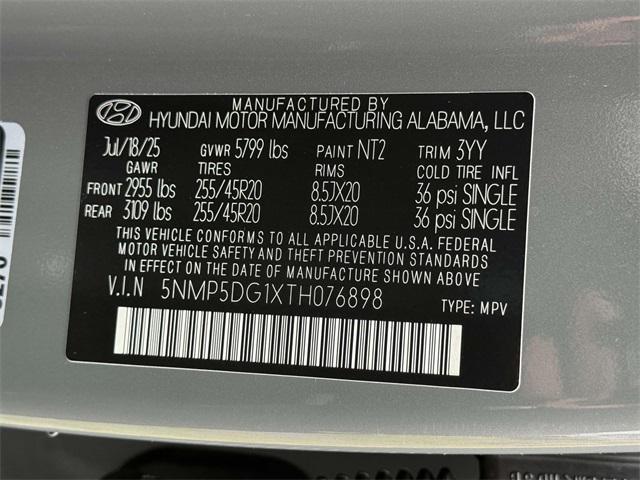 MANUFACTURED BY
HYUNDAI MOTOR MANUFACTURING ALABAMA, LLC
Jul/18/25 GVWR 5799 lbs PAINT NT2 TRIM 3YY
GAWR TIRES RIMS COLD TIRE INFL
FRONT 2955 lbs 255/45R20 8.5JX20 36 psi SINGLE
REAR 3109 lbs 255/45R20 8.5JX20 36 psi SINGLE
THIS VEHICLE CONFORMS TO ALL APPLICABLE U.S.A. FEDERAL
MOTOR VEHICLE SAFETY AND THEFT PREVENTION STANDARDS
IN EFFECT ON THE DATE OF MANUFACTURE SHOWN ABOVE.
V.I.N 5NMP5DG1XTH076898 TYPE: MPV